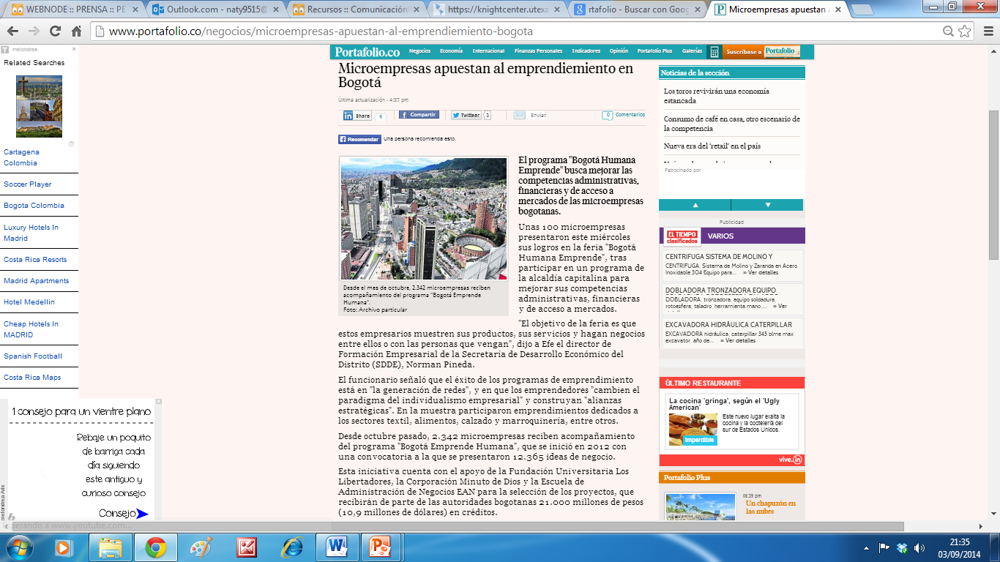 WEBNODE :: PRENSA :: PE
Outlook.com - naty9515@
Recursos :: Comunicación
https://knightcenter.utexa
rtafolio - Buscar con Goog
Microempresas apuestan
www.portafolio.co/negocios/microempresas-apuestan-al-emprendiemiento-bogota
melondrea
Related Searches
Cartagena
Colombia
Soccer Player
Bogota Colombia
Luxury Hotels In
Madrid
Costa Rica Resorts
Madrid Apartments
Hotel Medellin
Cheap Hotels In
MADRID
Spanish Football
Costa Rica Maps
1 consejo para un vientre plano
Rebaje un poquito
de barriga cada
día siguiendo
este antiguo y
curioso consejo
Consejo
melondrea Ads
perando a www.youtube.com...
Portafolio.co
Negocios
Economía
Internacional
Finanzas Personales
Indicadores
Opinión
Portafolio Plus
Galerías
Suscríbase a Portafolio
Microempresas apuestan al emprendiemiento en
Bogotá
Última actualización - 4:37 pm
Share 1
Compartir
Twittear 3
Enviar
0 Comentarios
Recomendar Una persona recomienda esto.
Desde el mes de octubre, 2.342 microempresas reciben
acompañamiento del programa "Bogotá Emprende
Humana".
Foto: Archivo particular
El programa "Bogotá Humana
Emprende" busca mejorar las
competencias administrativas,
financieras y de acceso a
mercados de las microempresas
bogotanas.
Unas 100 microempresas
presentaron este miércoles
sus logros en la feria "Bogotá
Humana Emprende", tras
participar en un programa de
la alcaldía capitalina para
mejorar sus competencias
administrativas, financieras
y de acceso a mercados.
"El objetivo de la feria es que
estos empresarios muestren sus productos, sus servicios y hagan negocios
entre ellos o con las personas que vengan", dijo a Efe el director de
Formación Empresarial de la Secretaría de Desarrollo Económico del
Distrito (SDDE), Norman Pineda.
El funcionario señaló que el éxito de los programas de emprendimiento
está en "la generación de redes", y en que los emprendedores "cambien el
paradigma del individualismo empresarial" y construyan "alianzas
estratégicas". En la muestra participaron emprendimientos dedicados a
los sectores textil, alimentos, calzado y marroquinería, entre otros.
Desde octubre pasado, 2.342 microempresas reciben acompañamiento
del programa "Bogotá Emprende Humana", que se inició en 2012 con
una convocatoria a la que se presentaron 12.365 ideas de negocio.
Esta iniciativa cuenta con el apoyo de la Fundación Universitaria Los
Libertadores, la Corporación Minuto de Dios y la Escuela de
Administración de Negocios EAN para la selección de los proyectos, que
recibirán de parte de las autoridades bogotanas 21.000 millones de pesos
(10,9 millones de dólares) en créditos.
Noticias de la sección
Los toros revivirán una economía
estancada
Consumo de café en casa, otro escenario de
la competencia
Nueva era del 'retail' en el país
Patrocinado por
Publicidad
EL TIEMPO
clasificados
VARIOS
CENTRIFUGA SISTEMA DE MOLINO Y
CENTRIFUGA, Sistema de Molino y Zaranda en Acero
Inoxidable 304 Equipo para... » Ver detalles
DOBLADORA TRONZADORA EQUIPO
DOBLADORA, tronzadora, equipo soldadura,
rotoesfera, taladro, herramienta mano,... » Ver
EXCAVADORA HIDRÁULICA CATERPILLAR
EXCAVADORA hidráulica, caterpillar 345 blme max
excavator, año de... » Ver detalles
ÚLTIMO RESTAURANTE
La cocina 'gringa', según el 'Ugly
American'
Este nuevo lugar exalta la
cocina y la coctelería del
sur de Estados Unidos.
Imperdible
vive.in
Portafolio Plus
06:39 pm
Un chapuzón en
las nubes
21:35
03/09/2014